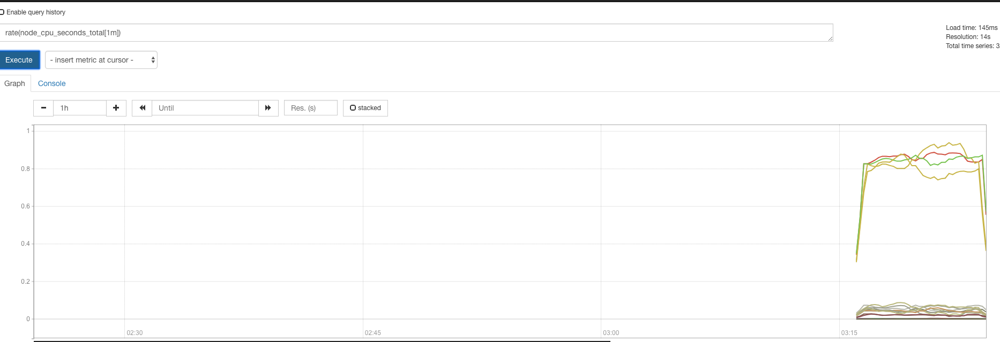 Enable query history
rate(node_cpu_seconds_total[1m])
Load time: 145ms
Resolution: 14s
Total time series: 3
Execute
- insert metric at cursor -
Graph
Console
1h
Until
Res. (s)
stacked
1
0.8
0.6
0.4
0.2
0
02:30
02:45
03:00
03:15